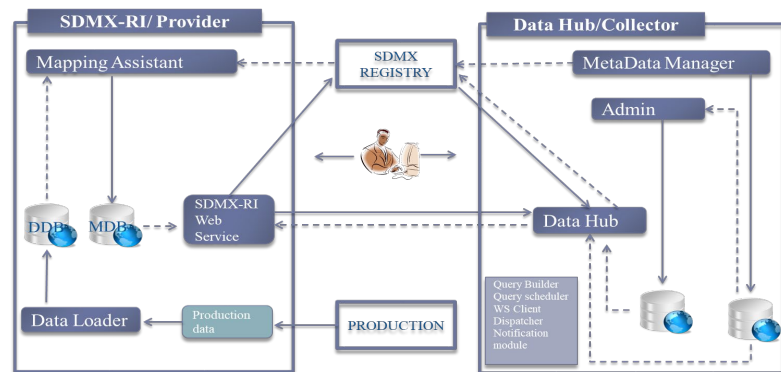 SDMX-RI/ Provider
Mapping Assistant
DDB
MDB
SDMX-RI
Web
Service
Data Loader
Production
data
SDMX
REGISTRY
PRODUCTION
Data Hub/Collector
MetaData Manager
Admin
Data Hub
Query Builder
Query scheduler
WS Client
Dispatcher
Notification
module